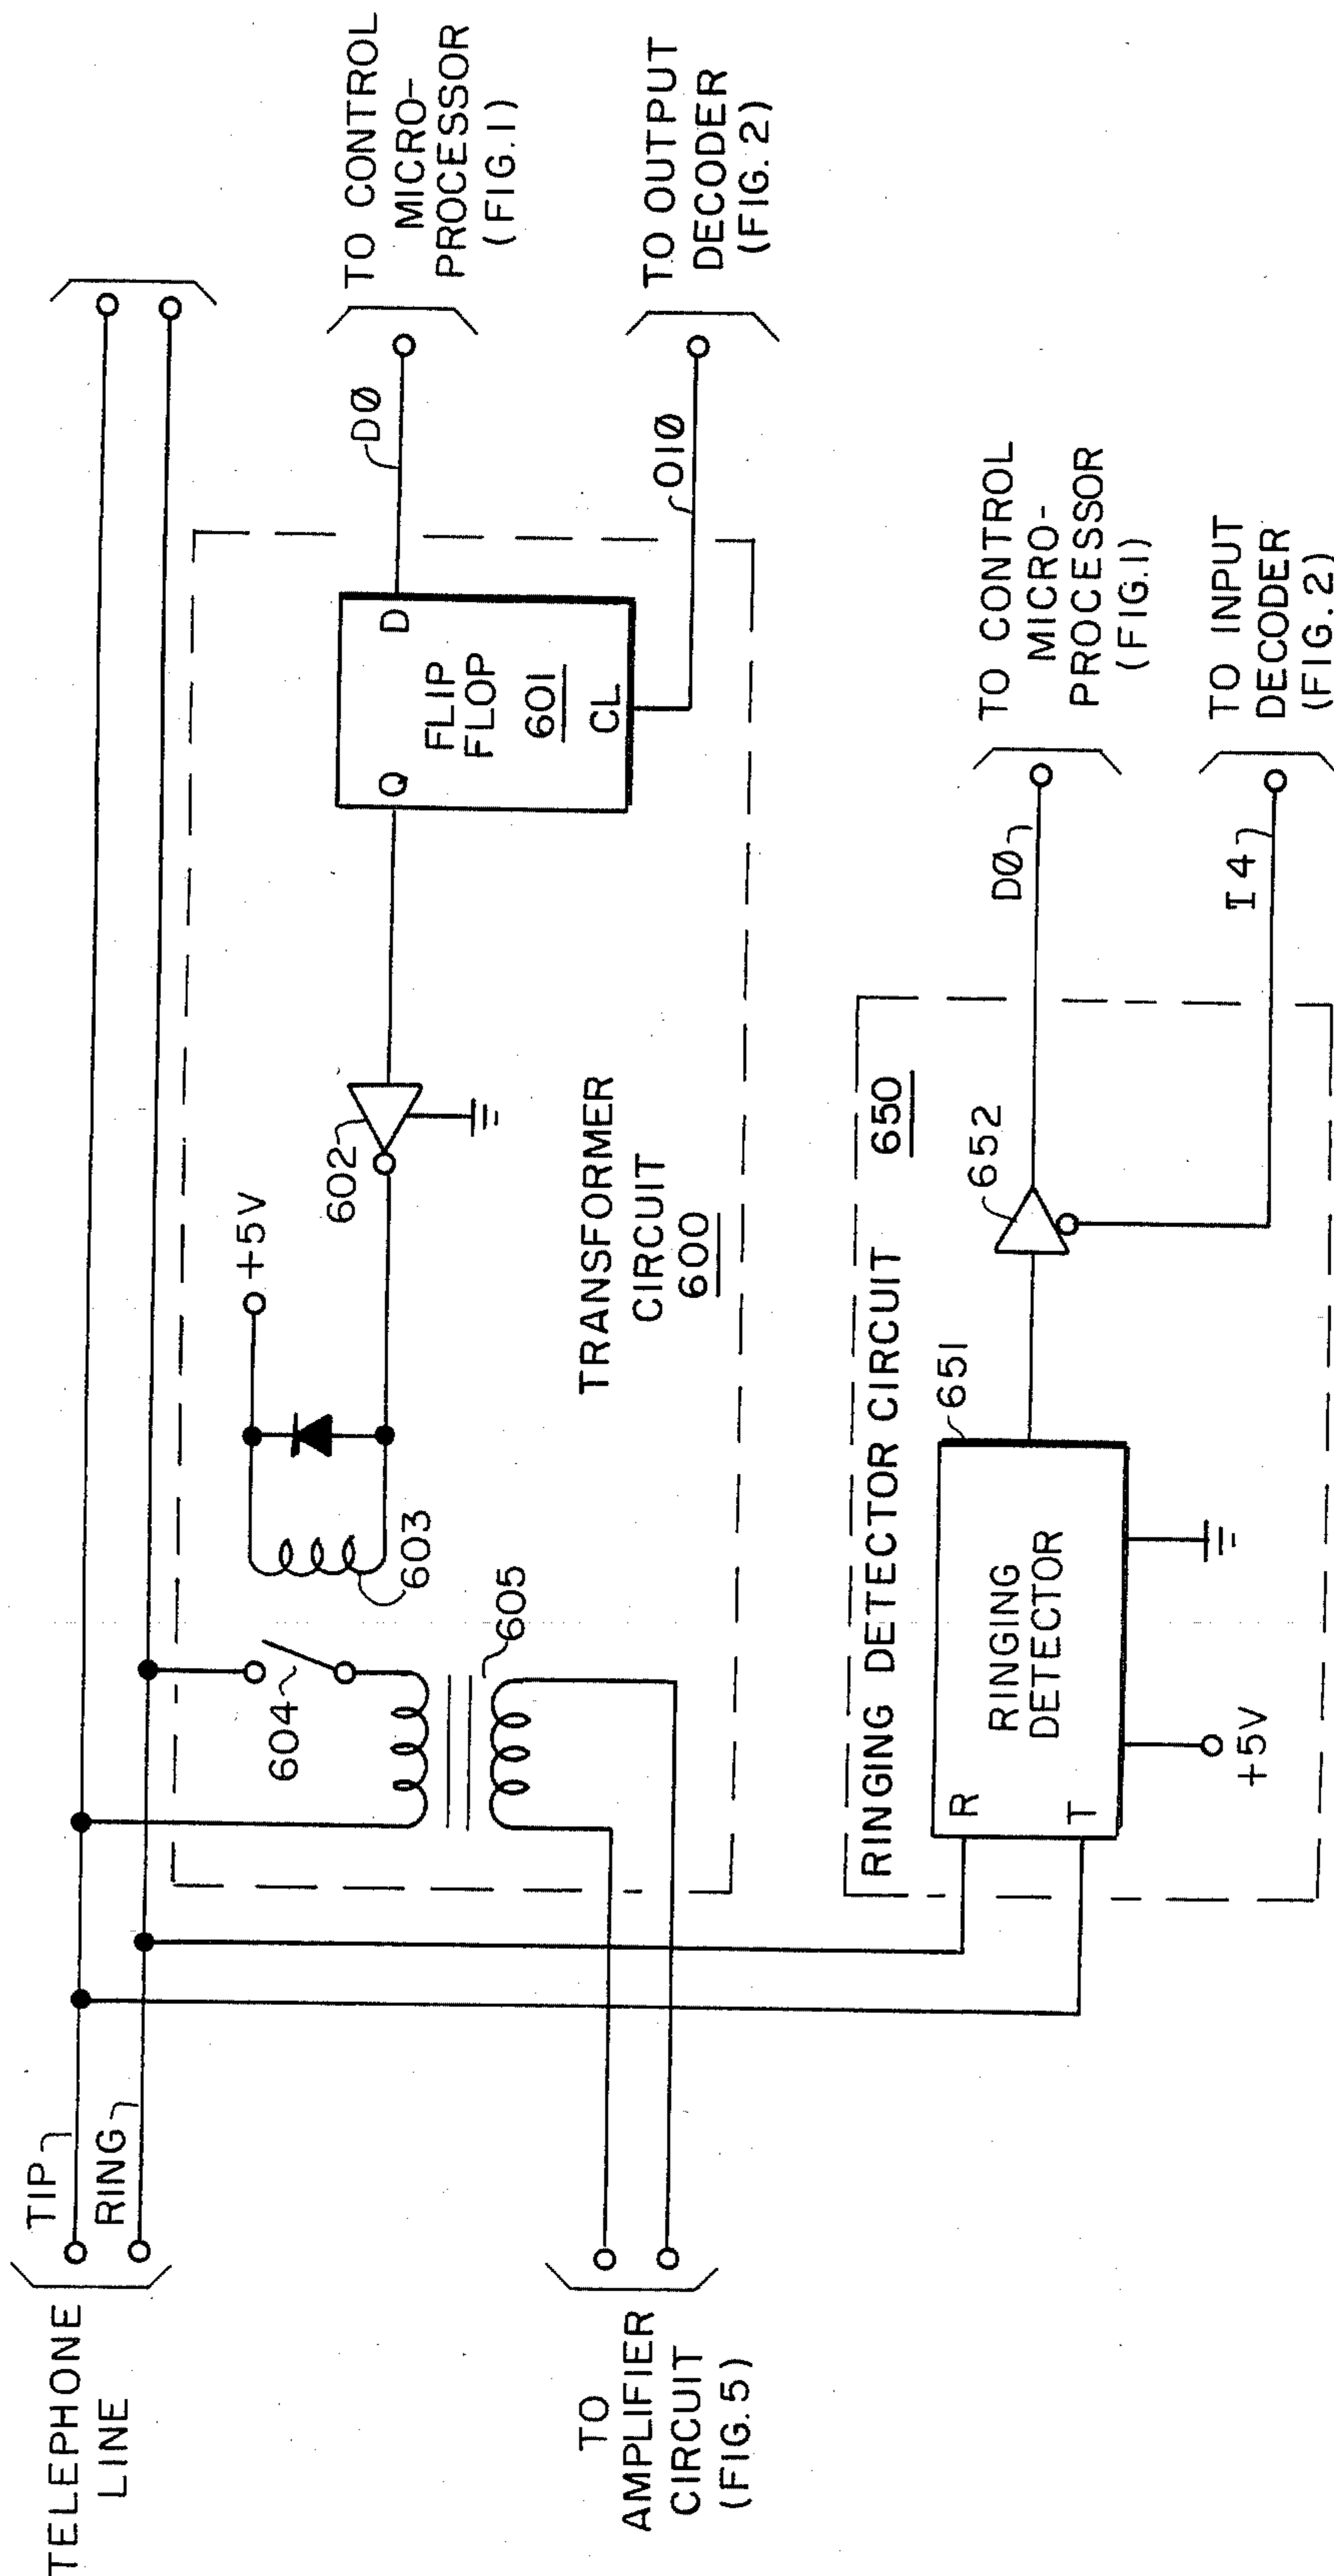 TELEPHONE
LINE
TIP
RING
TO
AMPLIFIER
CIRCUIT
(FIG.5)
604
605
603
+5V
602
TRANSFORMER
CIRCUIT
600
Q
D
FLIP
FLOP
601
CL
DØ
O1Ø
TO CONTROL
MICRO-
PROCESSOR
(FIG.1)
TO OUTPUT
DECODER
(FIG. 2)
RINGING DETECTOR CIRCUIT 650
R
T
RINGING
DETECTOR
651
+5V
652
DØ
I4
TO CONTROL
MICRO-
PROCESSOR
(FIG.1)
TO INPUT
DECODER
(FIG. 2)